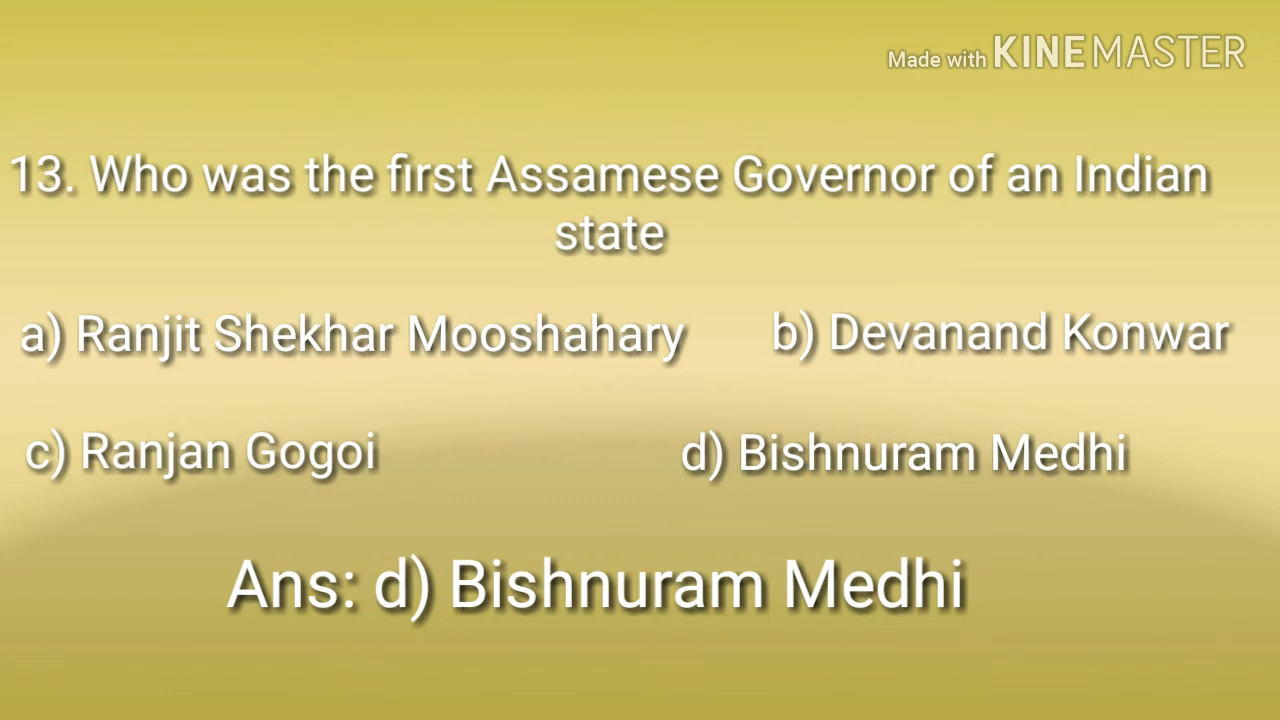 Made with KINEMASTER
13. Who was the first Assamese Governor of an Indian
state
a) Ranjit Shekhar Mooshahary b) Devanand Konwar
c) Ranjan Gogoi d) Bishnuram Medhi
Ans: d) Bishnuram Medhi